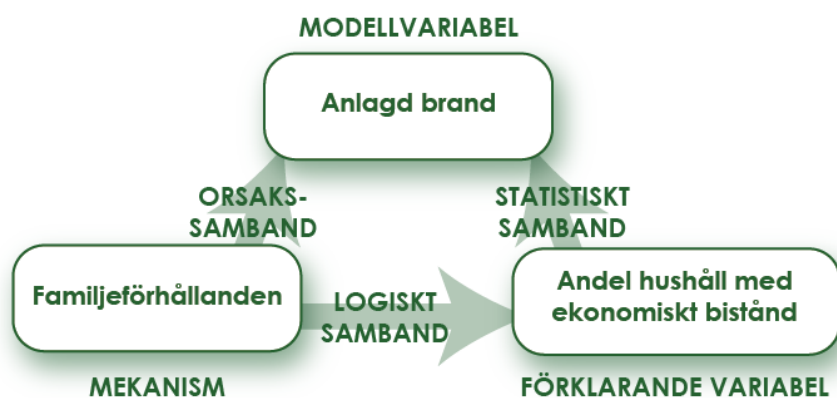 MODELLVARIABEL
Anlagd brand
ORSAKS-
SAMBAND
STATISTISKT
SAMBAND
Familjeförhållanden
LOGISKT
SAMBAND
Andel hushåll med
ekonomiskt bistånd
MEKANISM
FÖRKLARANDE VARIABEL